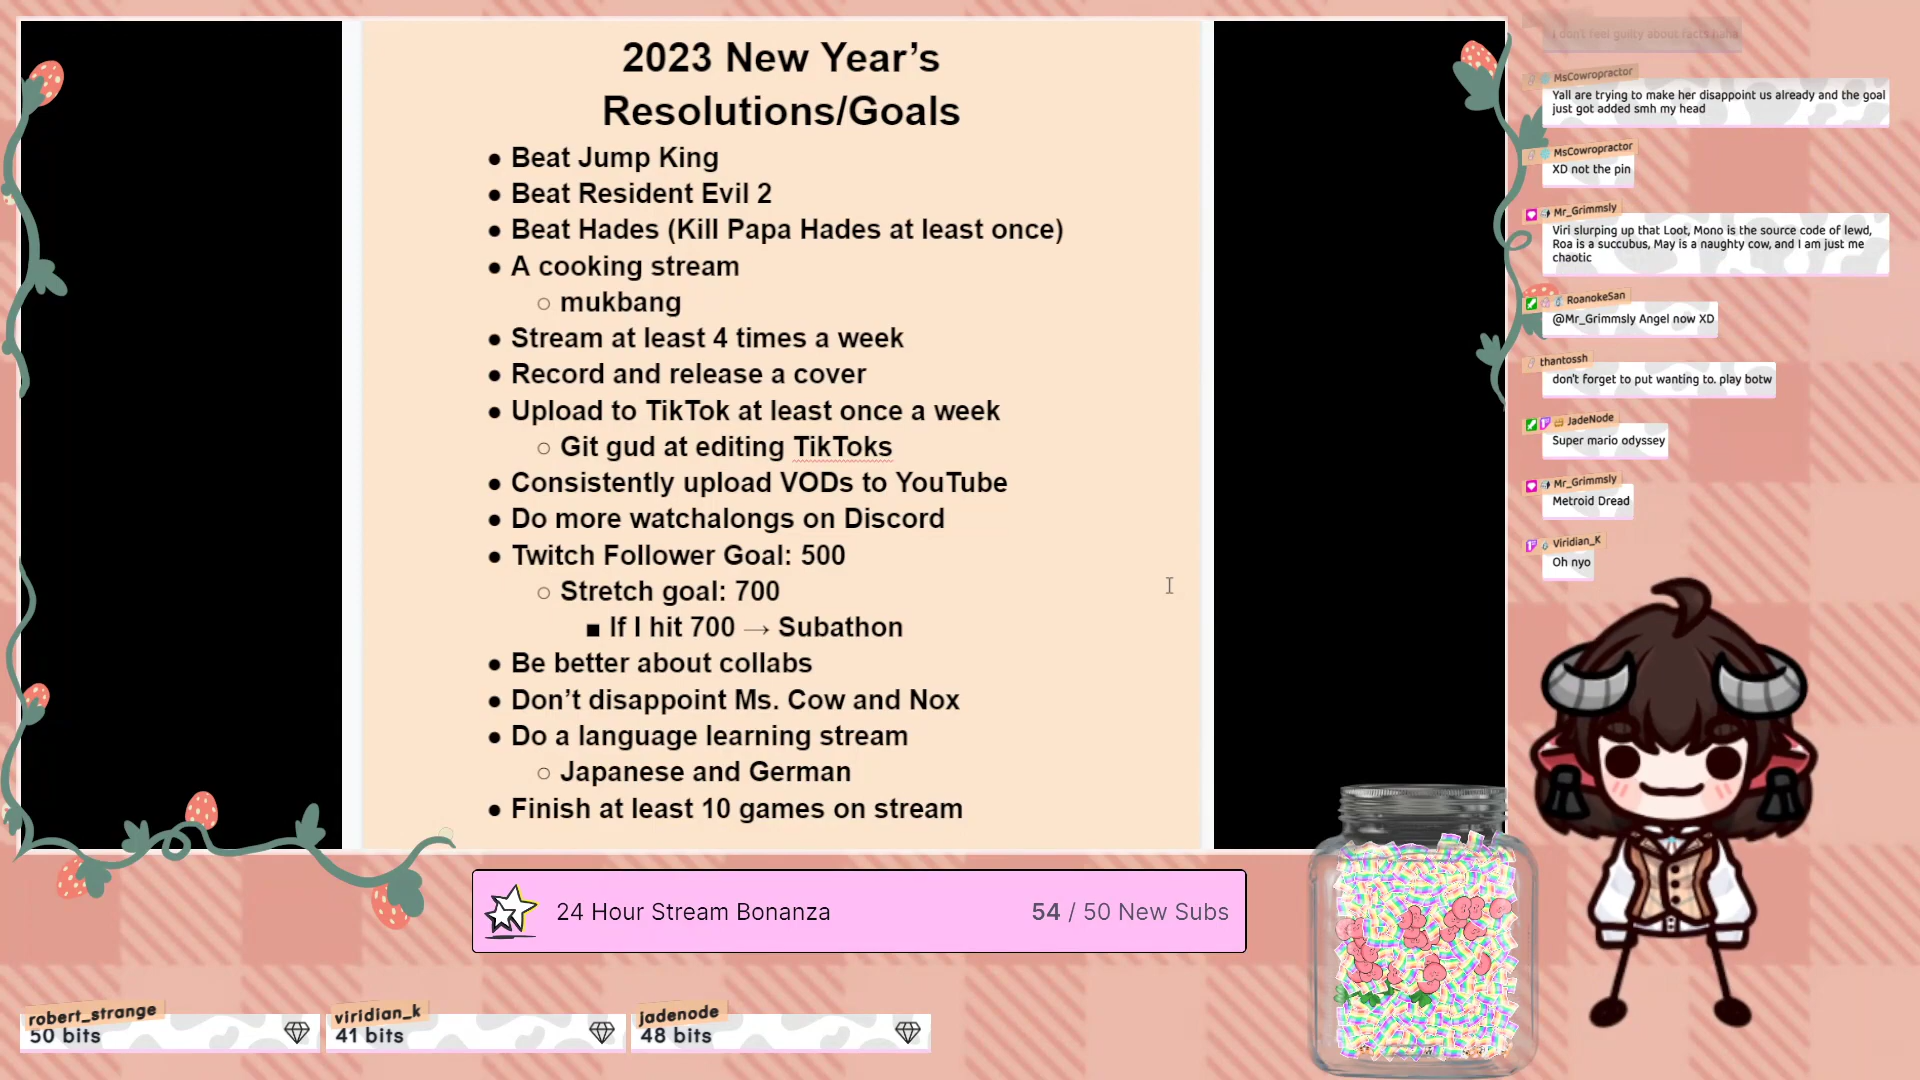 2023 New Year’s
Resolutions/Goals
● Beat Jump King
● Beat Resident Evil 2
● Beat Hades (Kill Papa Hades at least once)
● A cooking stream
○ mukbang
● Stream at least 4 times a week
● Record and release a cover
● Upload to TikTok at least once a week
○ Git gud at editing TikToks
● Consistently upload VODs to YouTube
● Do more watchalongs on Discord
● Twitch Follower Goal: 500
○ Stretch goal: 700
■ If I hit 700 → Subathon
● Be better about collabs
● Don’t disappoint Ms. Cow and Nox
● Do a language learning stream
○ Japanese and German
● Finish at least 10 games on stream
I don't feel guilty about facts haha
MsCowropractor
Yall are trying to make her disappoint us already and the goal
just got added smh my head
MsCowropractor
XD not the pin
Mr_Grimmsly
Viri slurping up that Loot, Mono is the source code of lewd,
Roa is a succubus, May is a naughty cow, and I am just me
chaotic
RoanokeSan
@Mr_Grimmsly Angel now XD
thantossh
don't forget to put wanting to. play botw
JadeNode
Super mario odyssey
Mr_Grimmsly
Metroid Dread
Viridian_K
Oh nyo
24 Hour Stream Bonanza
54 / 50 New Subs
robert_strange
50 bits
viridian_k
41 bits
jadenode
48 bits